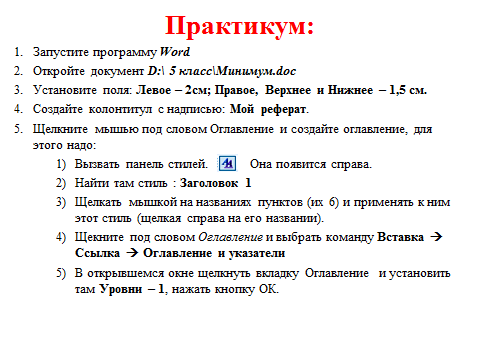 Практикум:
1. Запустите программу Word
2. Откройте документ D:\ 5 класс\Минимум.doc
3. Установите поля: Левое – 2см; Правое, Верхнее и Нижнее – 1,5 см.
4. Создайте колонтитул с надписью: Мой реферат.
5. Щелкните мышью под словом Оглавление и создайте оглавление, для
этого надо:
1) Вызвать панель стилей. Она появится справа.
2) Найти там стиль : Заголовок 1
3) Щелкать мышкой на названиях пунктов (их 6) и применять к ним
этот стиль (щелкая справа на его названии).
4) Щекните под словом Оглавление и выбрать команду Вставка →
Ссылка → Оглавление и указатели
5) В открывшемся окне щелкнуть вкладку Оглавление и установить
там Уровни – 1, нажать кнопку ОК.